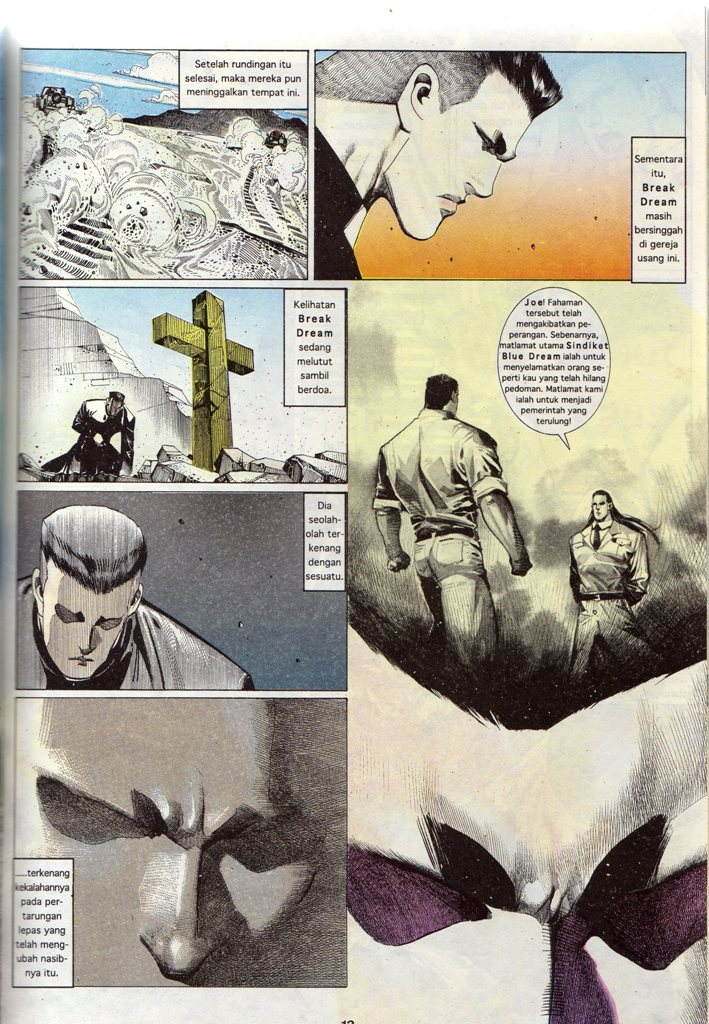 Setelah rundingan itu
selesai, maka mereka pun
meninggalkan tempat ini.
Sementara
itu,
Break
Dream
masih
bersinggah
di gereja
usang ini.
Kelihatan
Break
Dream
sedang
melutut
sambil
berdoa.
Joe! Fahaman
tersebut telah
mengakibatkan pe-
perangan. Sebenarnya,
matlamat utama Sindiket
Blue Dream ialah untuk
menyelamatkan orang se-
perti kau yang telah hilang
pedoman. Matlamat kami
ialah untuk menjadi
pemerintah yang
terulung!
Dia
seolah-
olah ter-
kenang
dengan
sesuatu.
.....terkenang
kekalahannya
pada per-
tarungan
lepas yang
telah meng-
ubah nasib-
nya itu.